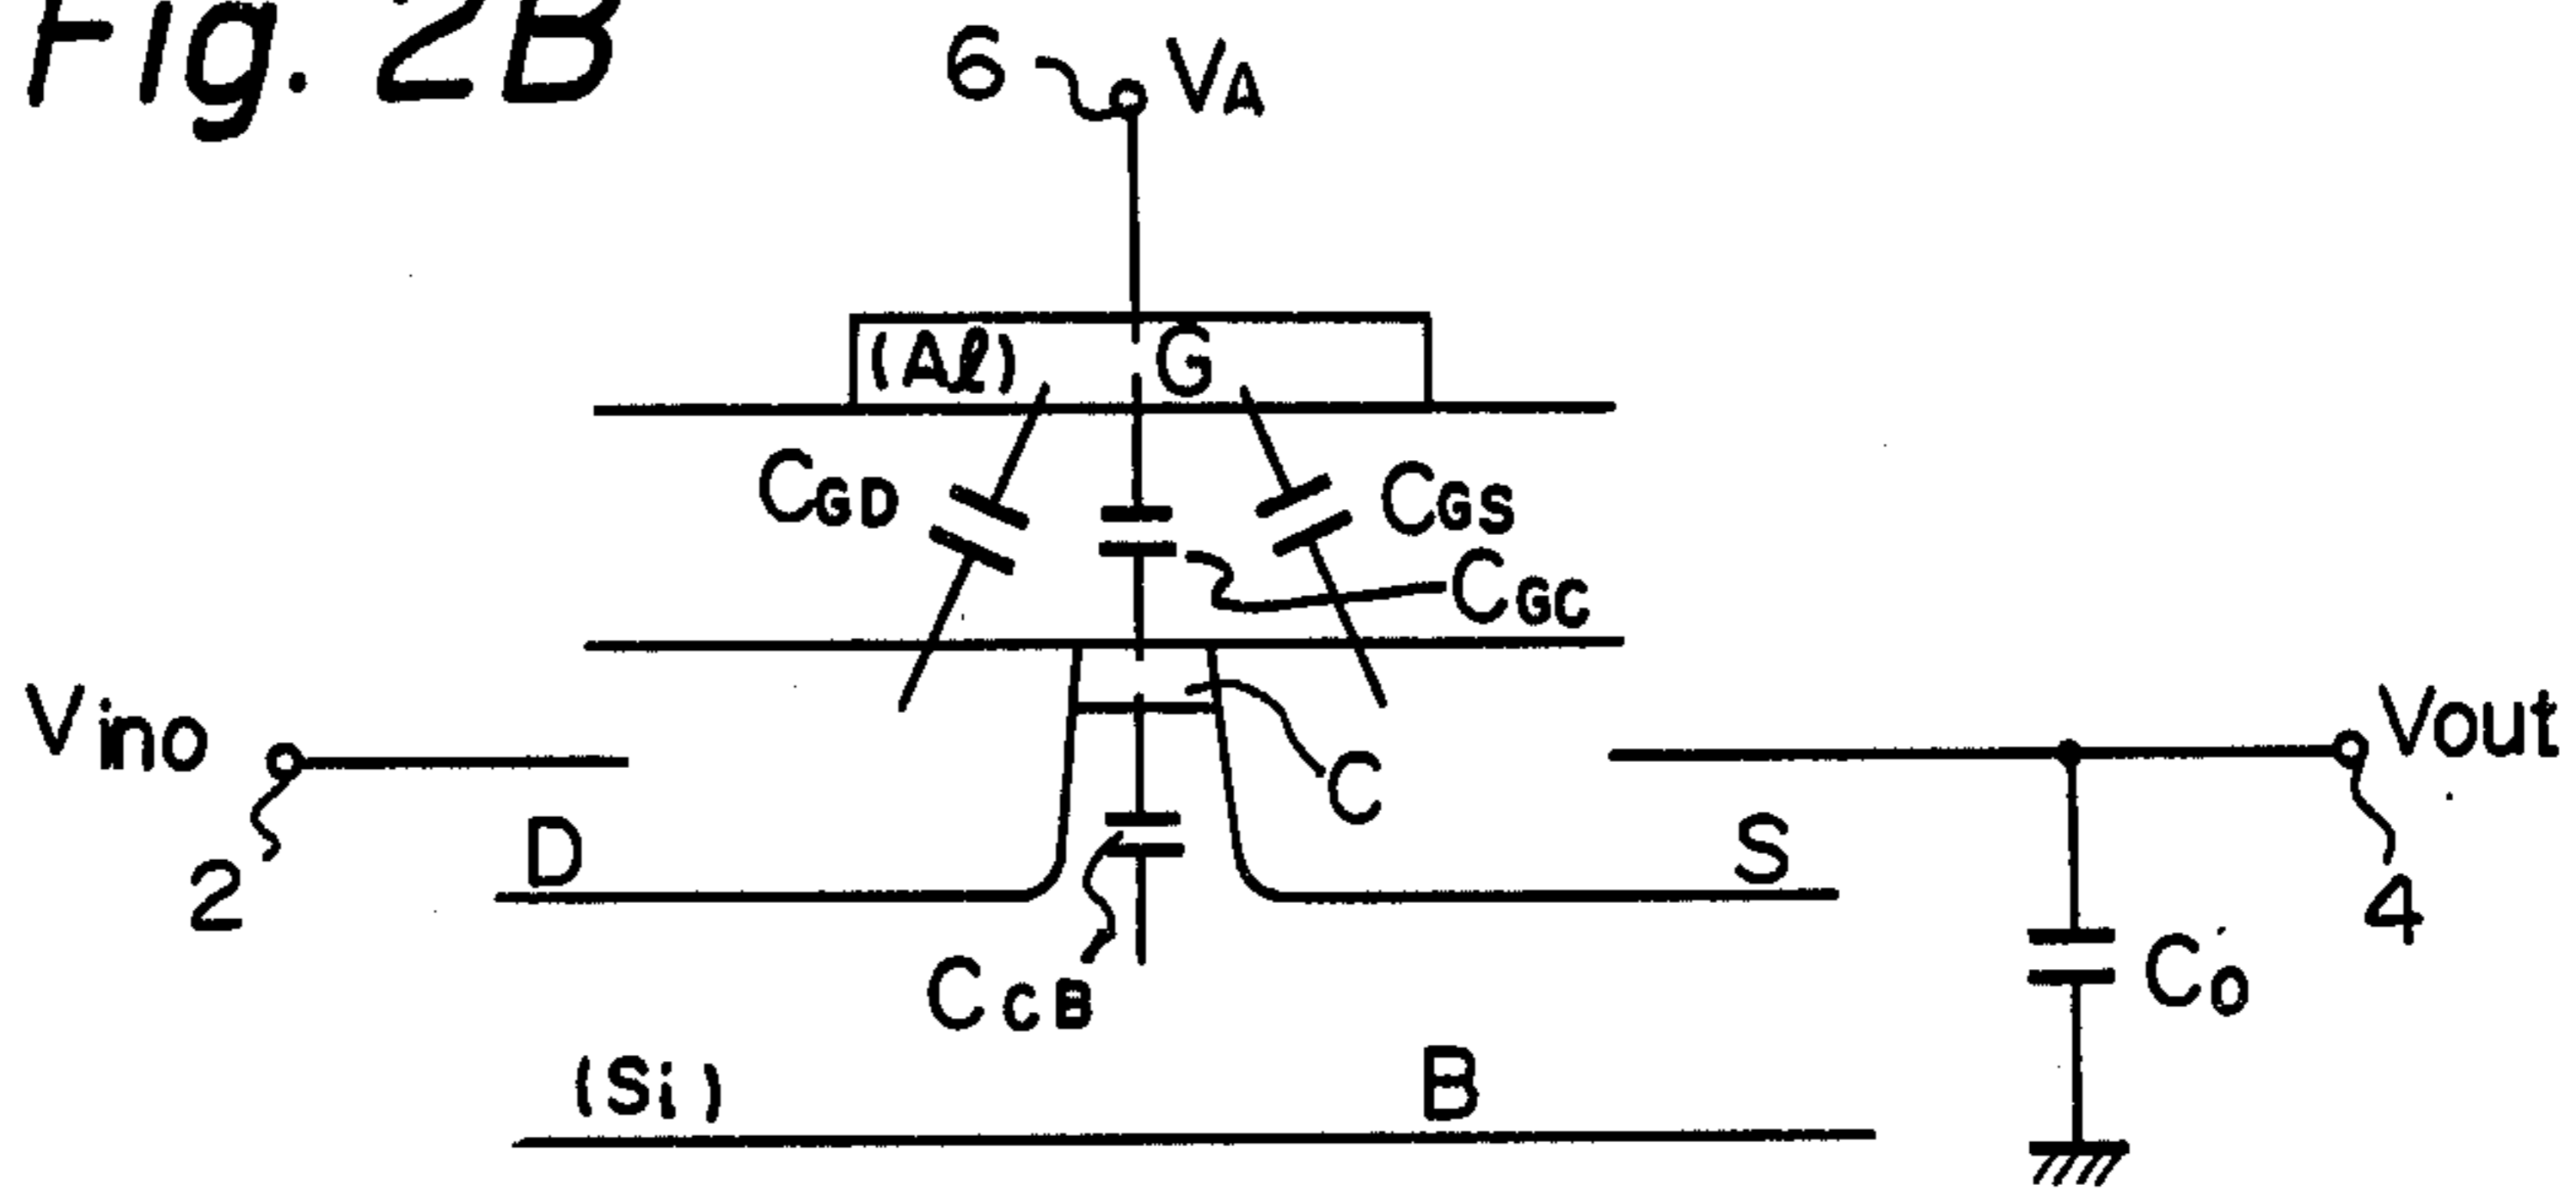 Fig. 2B
6 VA
(Al) G
CGD CGS
CGC
Vino Vout
C
2 D S 4
CCB Co
(Si) B